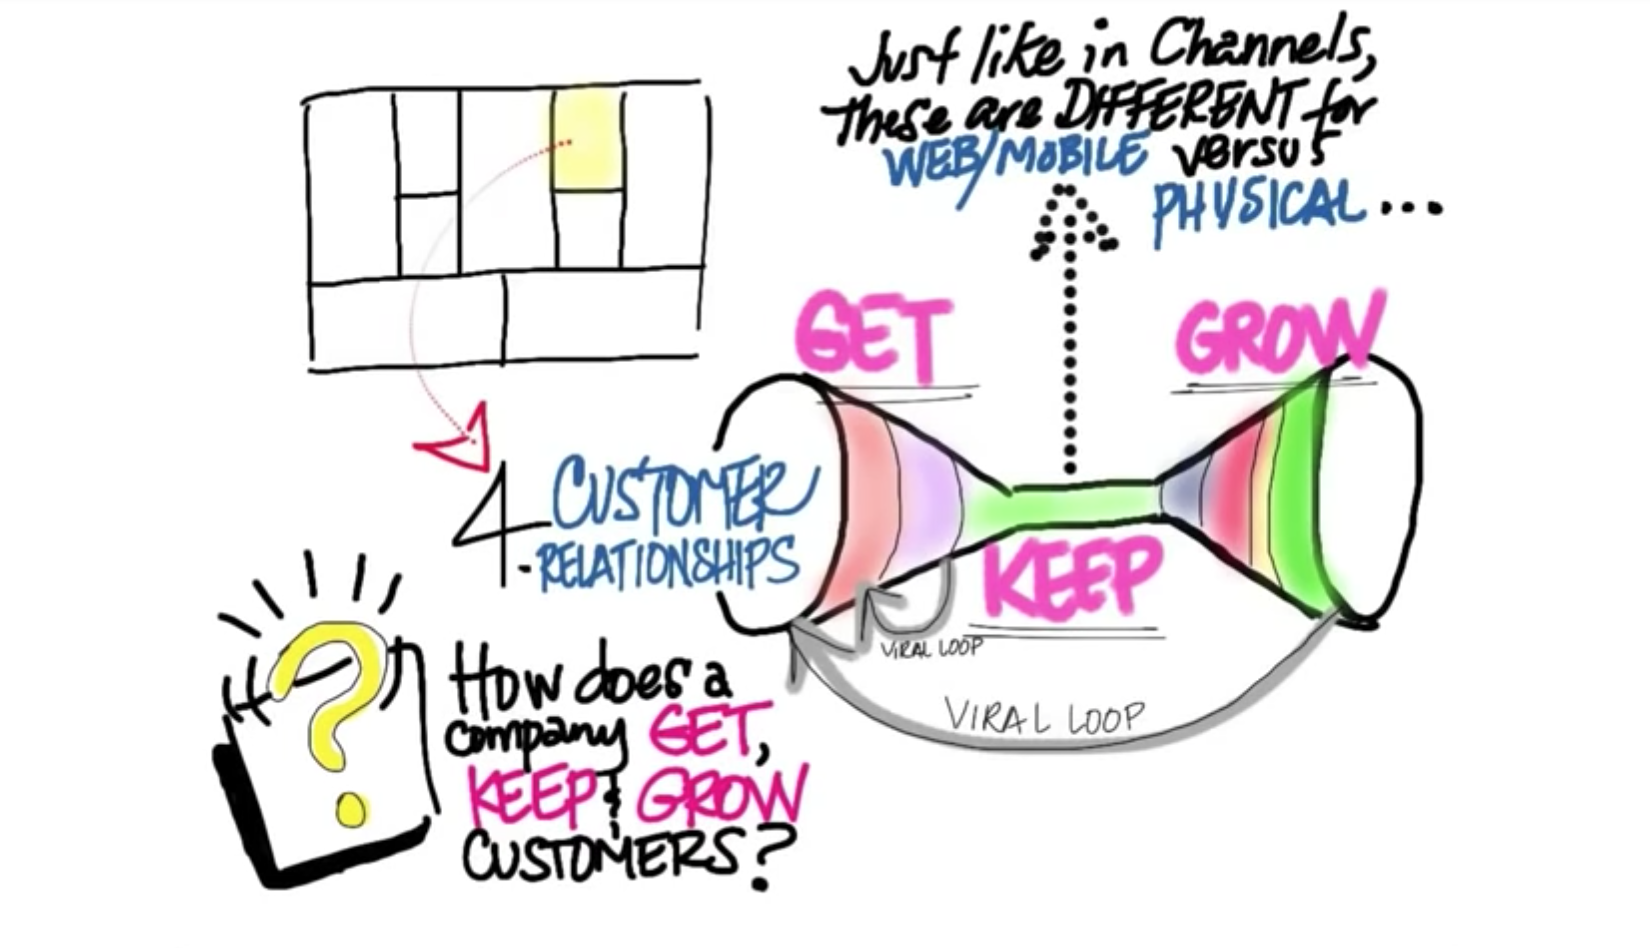 Just like in Channels,
these are DIFFERENT for
WEB/MOBILE versus
PHYSICAL...
GET
GROW
4. CUSTOMER
RELATIONSHIPS
KEEP
VIRAL LOOP
VIRAL LOOP
?
How does a
company GET,
KEEP & GROW
CUSTOMERS?